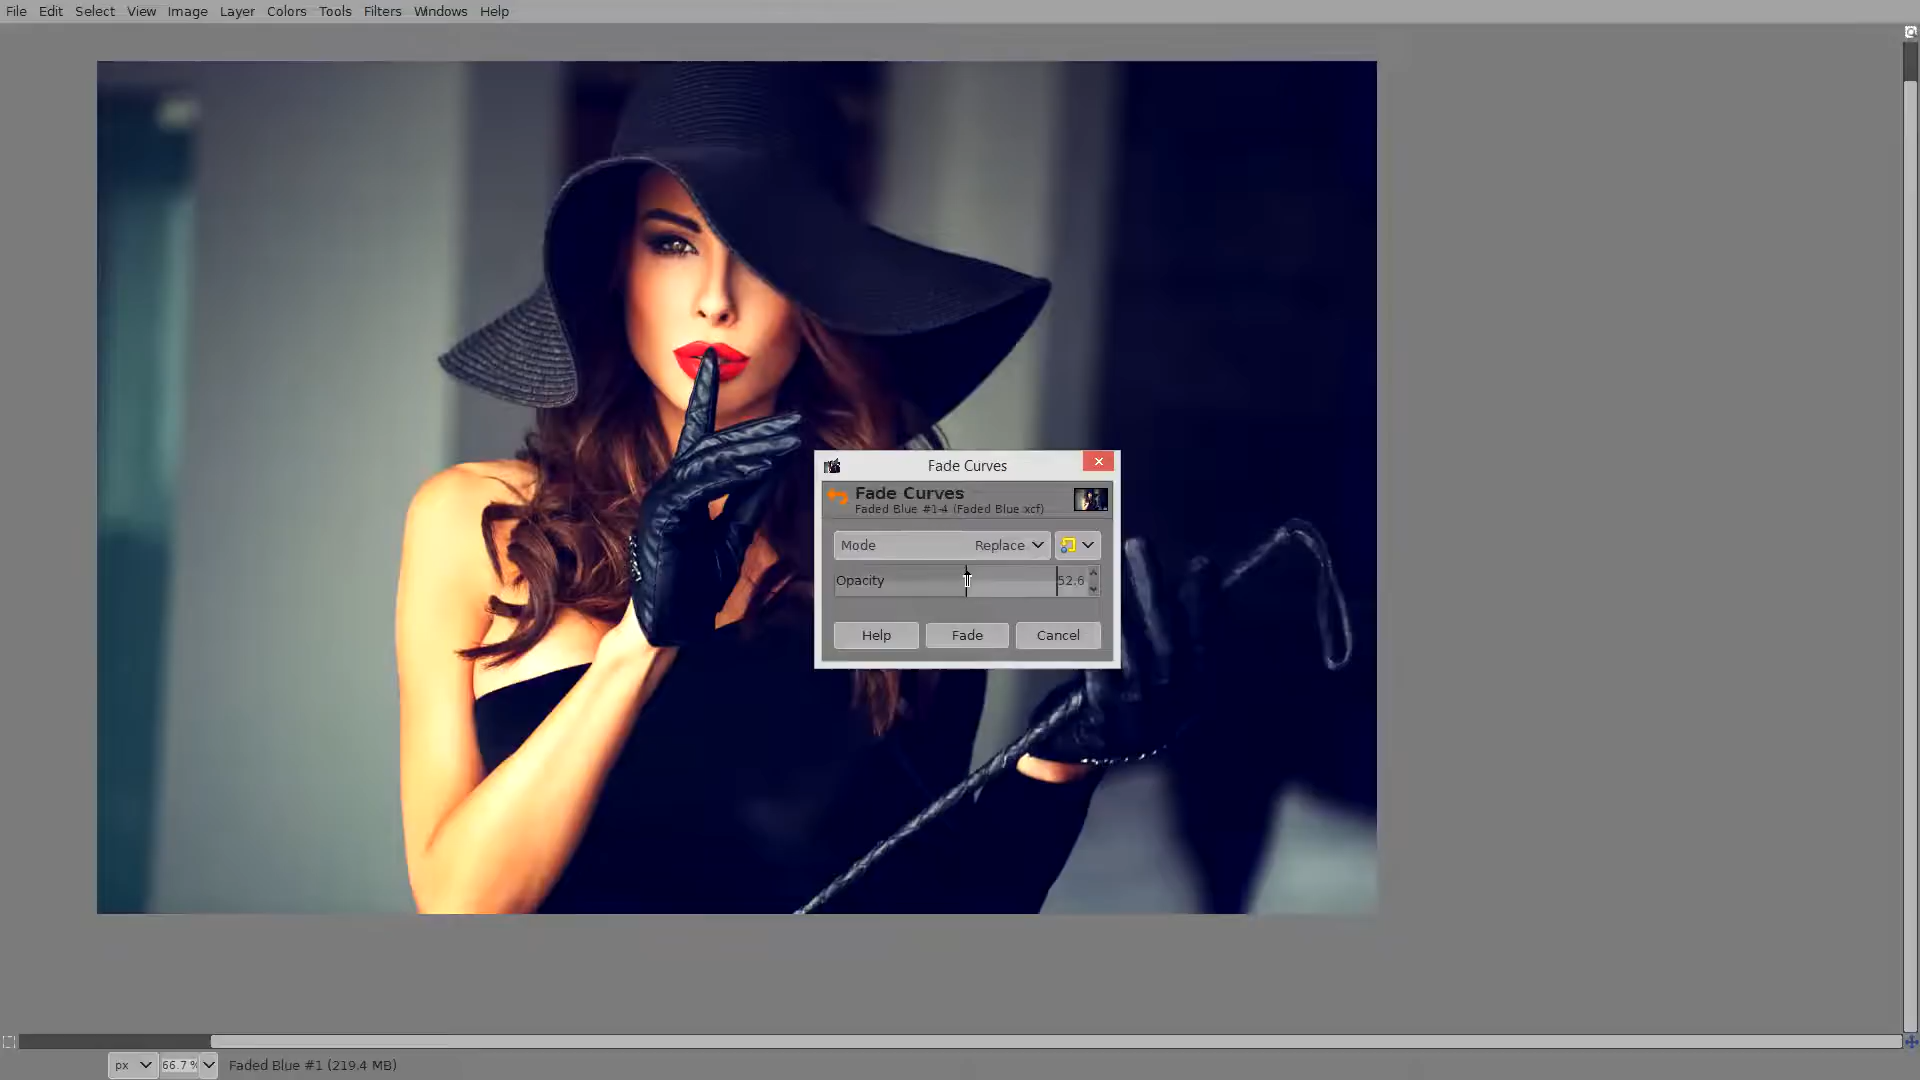 File Edit Select View Image Layer Colors Tools Filters Windows Help
Fade Curves
Fade Curves
Faded Blue #1-4 (Faded Blue.xcf)
Mode Replace
Opacity 52.6
Help Fade Cancel
px 66.7 % Faded Blue #1 (219.4 MB)